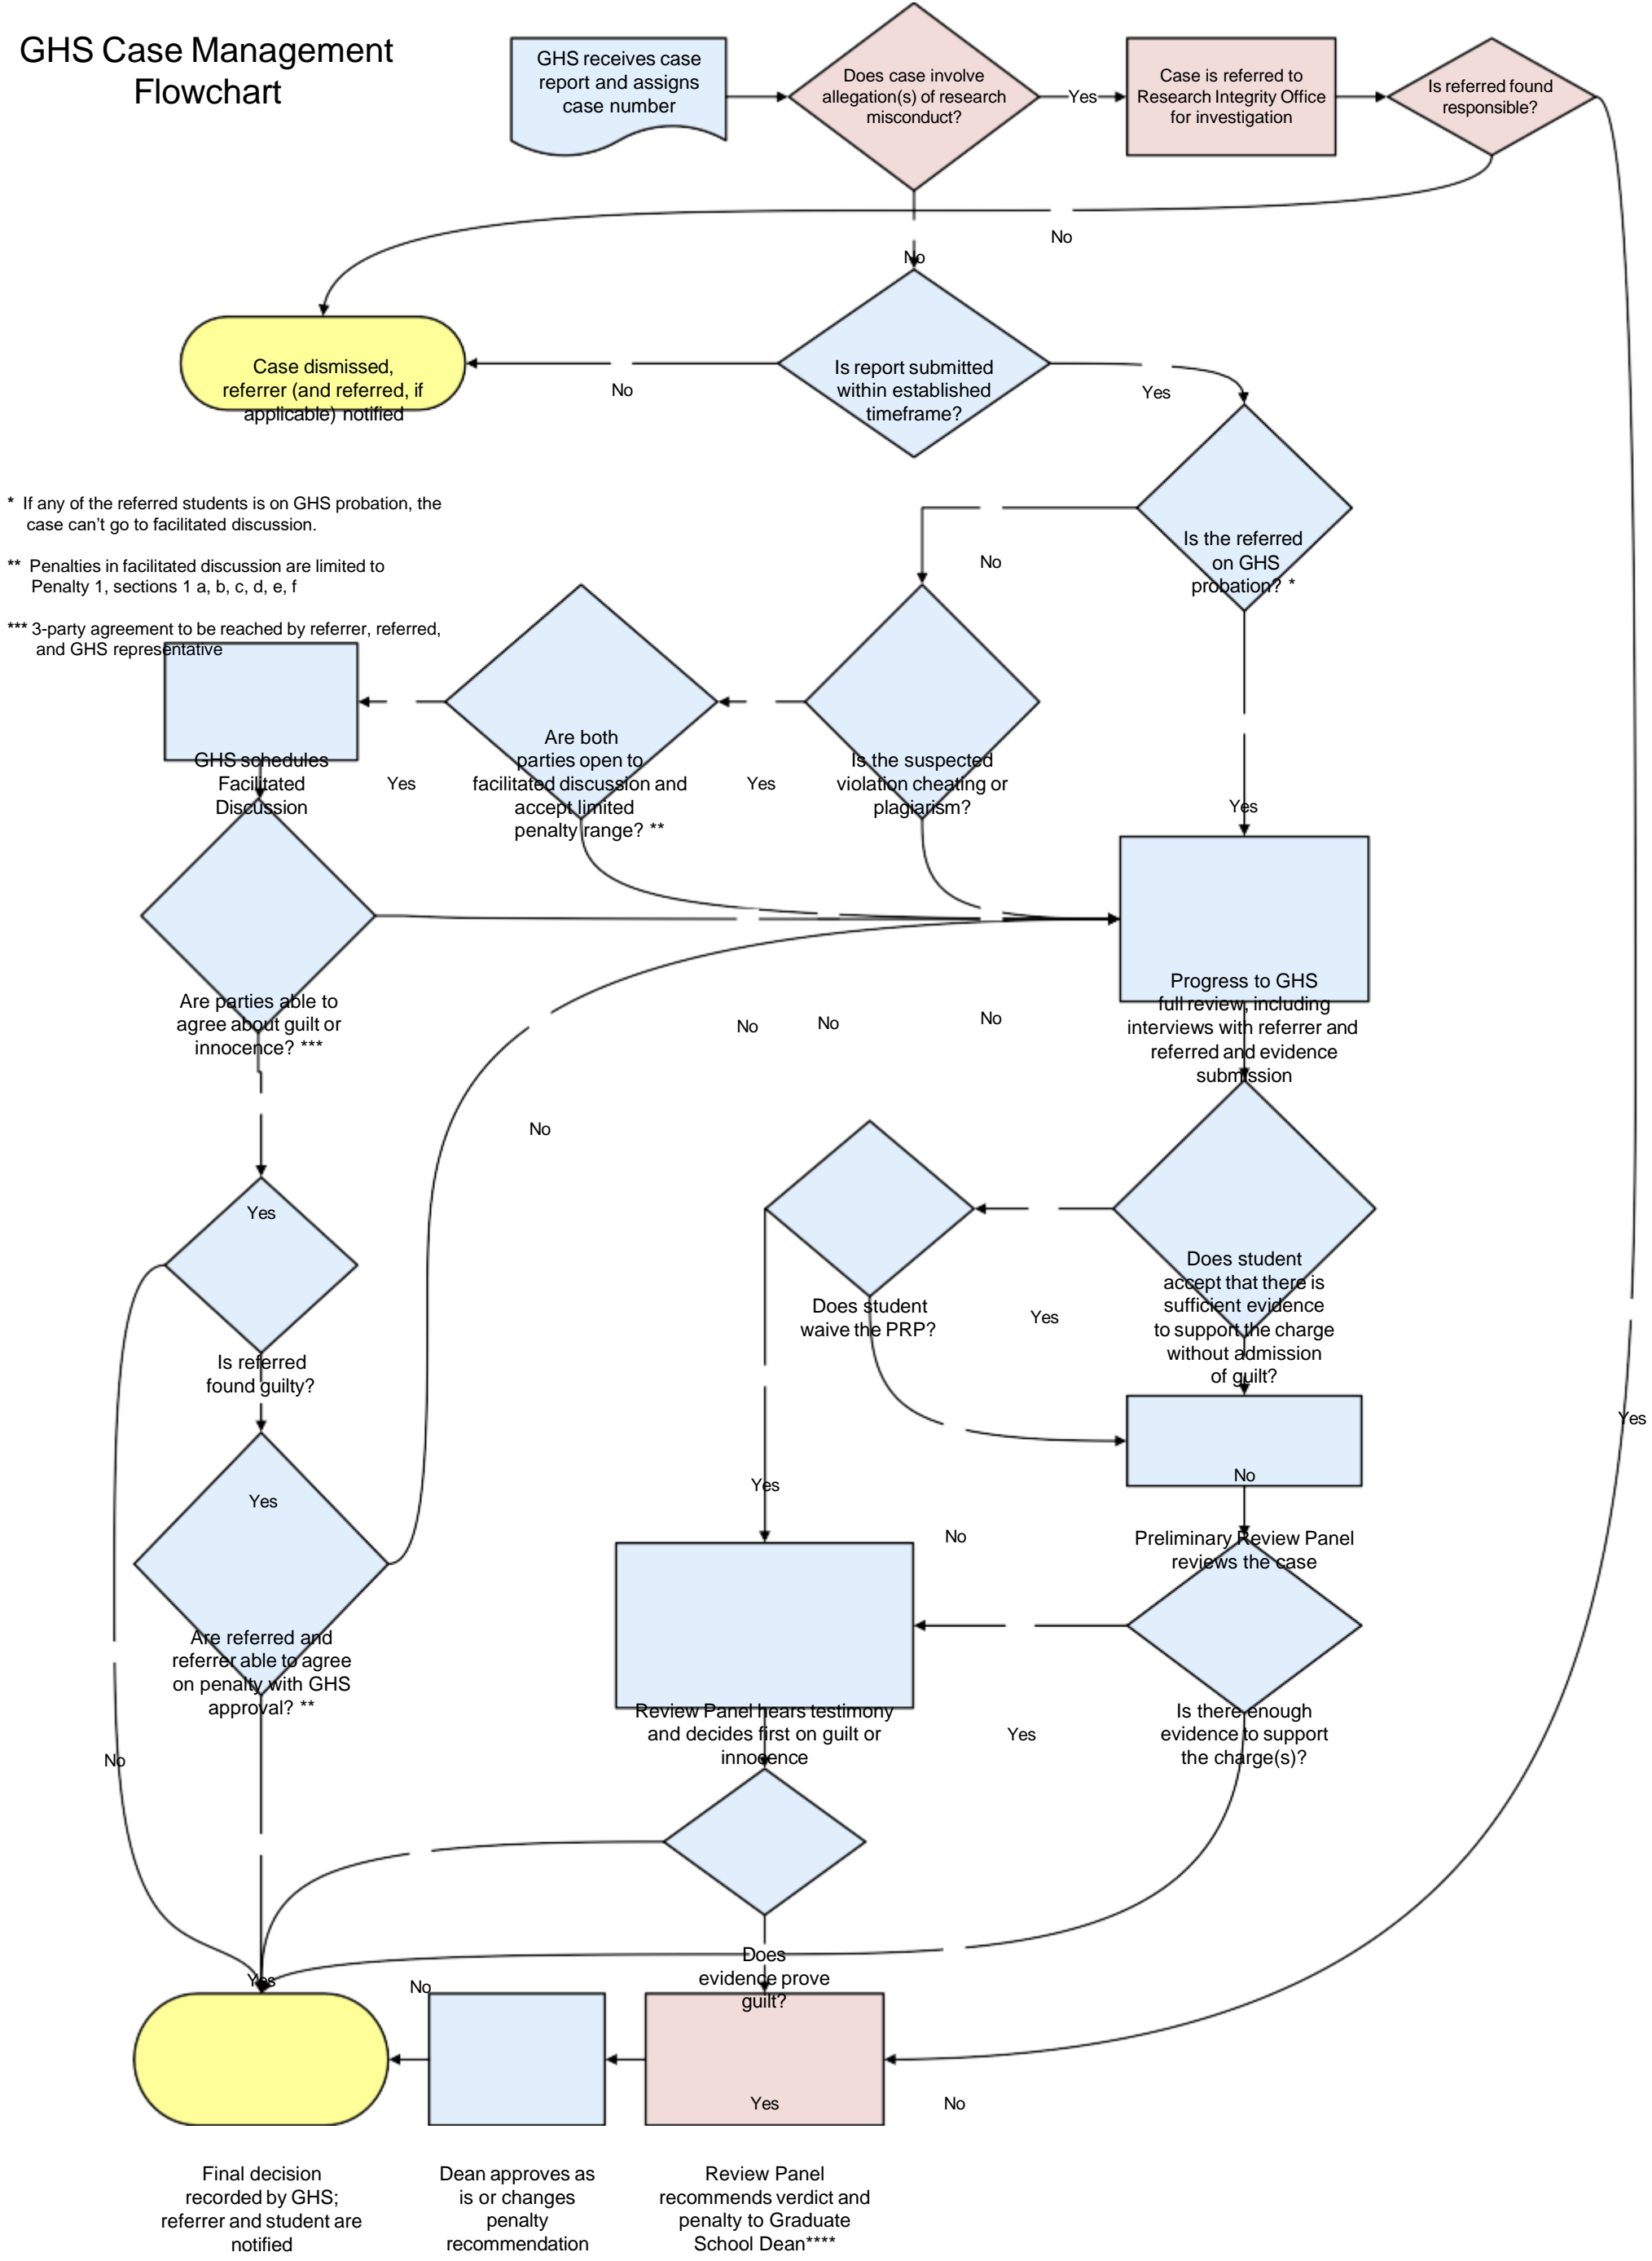 GHS Case Management
Flowchart
GHS receives case
report and assigns
case number
Does case involve
allegation(s) of research
misconduct?
Yes
Case is referred to
Research Integrity Office
for investigation
Is referred found
responsible?
No
No
Case dismissed,
referrer (and referred, if
applicable) notified
No
Is report submitted
within established
timeframe?
Yes
* If any of the referred students is on GHS probation, the
case can't go to facilitated discussion.
** Penalties in facilitated discussion are limited to
Penalty 1, sections 1 a, b, c, d, e, f
*** 3-party agreement to be reached by referrer, referred,
and GHS representative
Is the referred
on GHS
probation? *
No
GHS schedules
Facilitated
Discussion
Yes
Are both
parties open to
facilitated discussion and
accept limited
penalty range? **
Yes
Is the suspected
violation cheating or
plagiarism?
Yes
Are parties able to
agree about guilt or
innocence? ***
No
No
No
Progress to GHS
full review, including
interviews with referrer and
referred and evidence
submission
No
Yes
Does student
waive the PRP?
Yes
Does student
accept that there is
sufficient evidence
to support the charge
without admission
of guilt?
Is referred
found guilty?
Yes
Yes
Yes
No
No
Preliminary Review Panel
reviews the case
Are referred and
referrer able to agree
on penalty with GHS
approval? **
No
Review Panel hears testimony
and decides first on guilt or
innocence
Yes
Is there enough
evidence to support
the charge(s)?
Yes
No
Does
evidence prove
guilt?
Yes
No
Final decision
recorded by GHS;
referrer and student are
notified
Dean approves as
is or changes
penalty
recommendation
Review Panel
recommends verdict and
penalty to Graduate
School Dean****